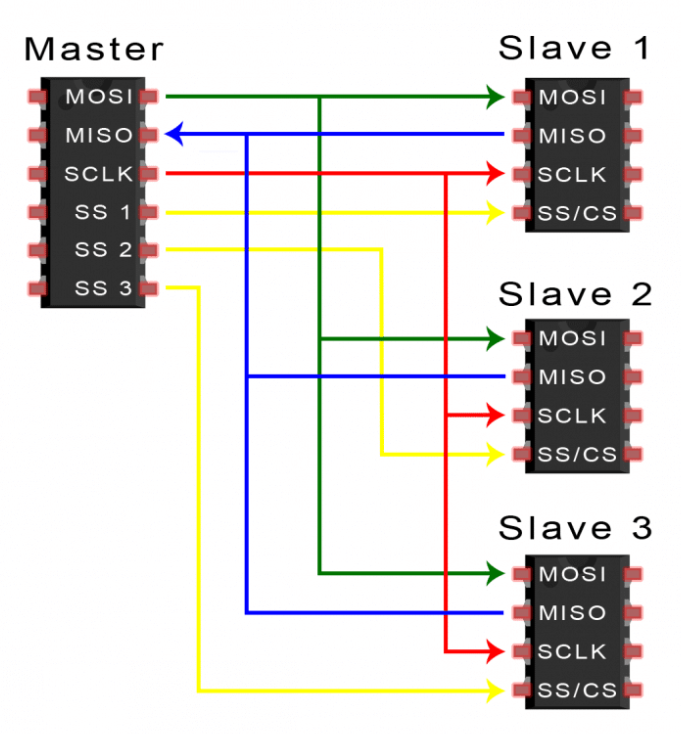 Master
MOSI
MISO
SCLK
SS 1
SS 2
SS 3
Slave 1
MOSI
MISO
SCLK
SS/CS
Slave 2
MOSI
MISO
SCLK
SS/CS
Slave 3
MOSI
MISO
SCLK
SS/CS